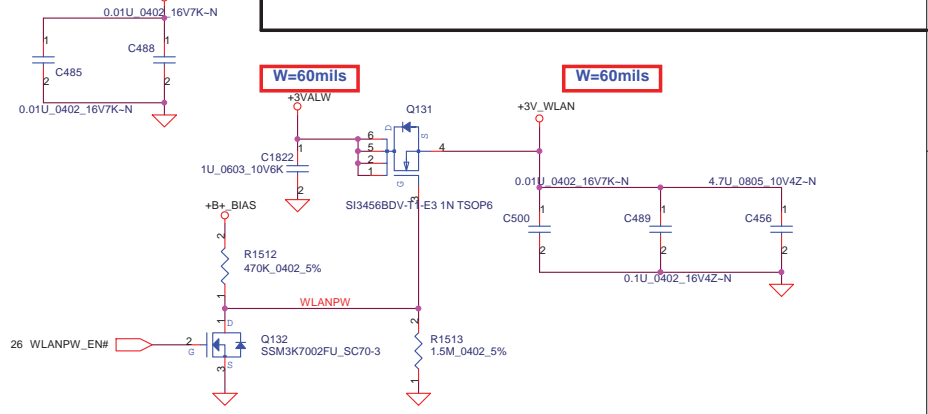 0.01U_0402_16V7K~N
1
1
C485
C488
2
2
0.01U_0402_16V7K~N
W=60mils
W=60mils
+3VALW
Q131
+3V_WLAN
D
S
6
5
2
1
4
1
C1822
1U_0603_10V6K
2
G
3
SI3456BDV-T1-E3 1N TSOP6
0.01U_0402_16V7K~N
4.7U_0805_10V4Z~N
+B+_BIAS
1
1
1
C500
C489
C456
2
2
2
0.1U_0402_16V4Z~N
2
R1512
470K_0402_5%
1
WLANPW
1
D
26 WLANPW_EN#
2
G
Q132
SSM3K7002FU_SC70-3
S
3
2
R1513
1.5M_0402_5%
1